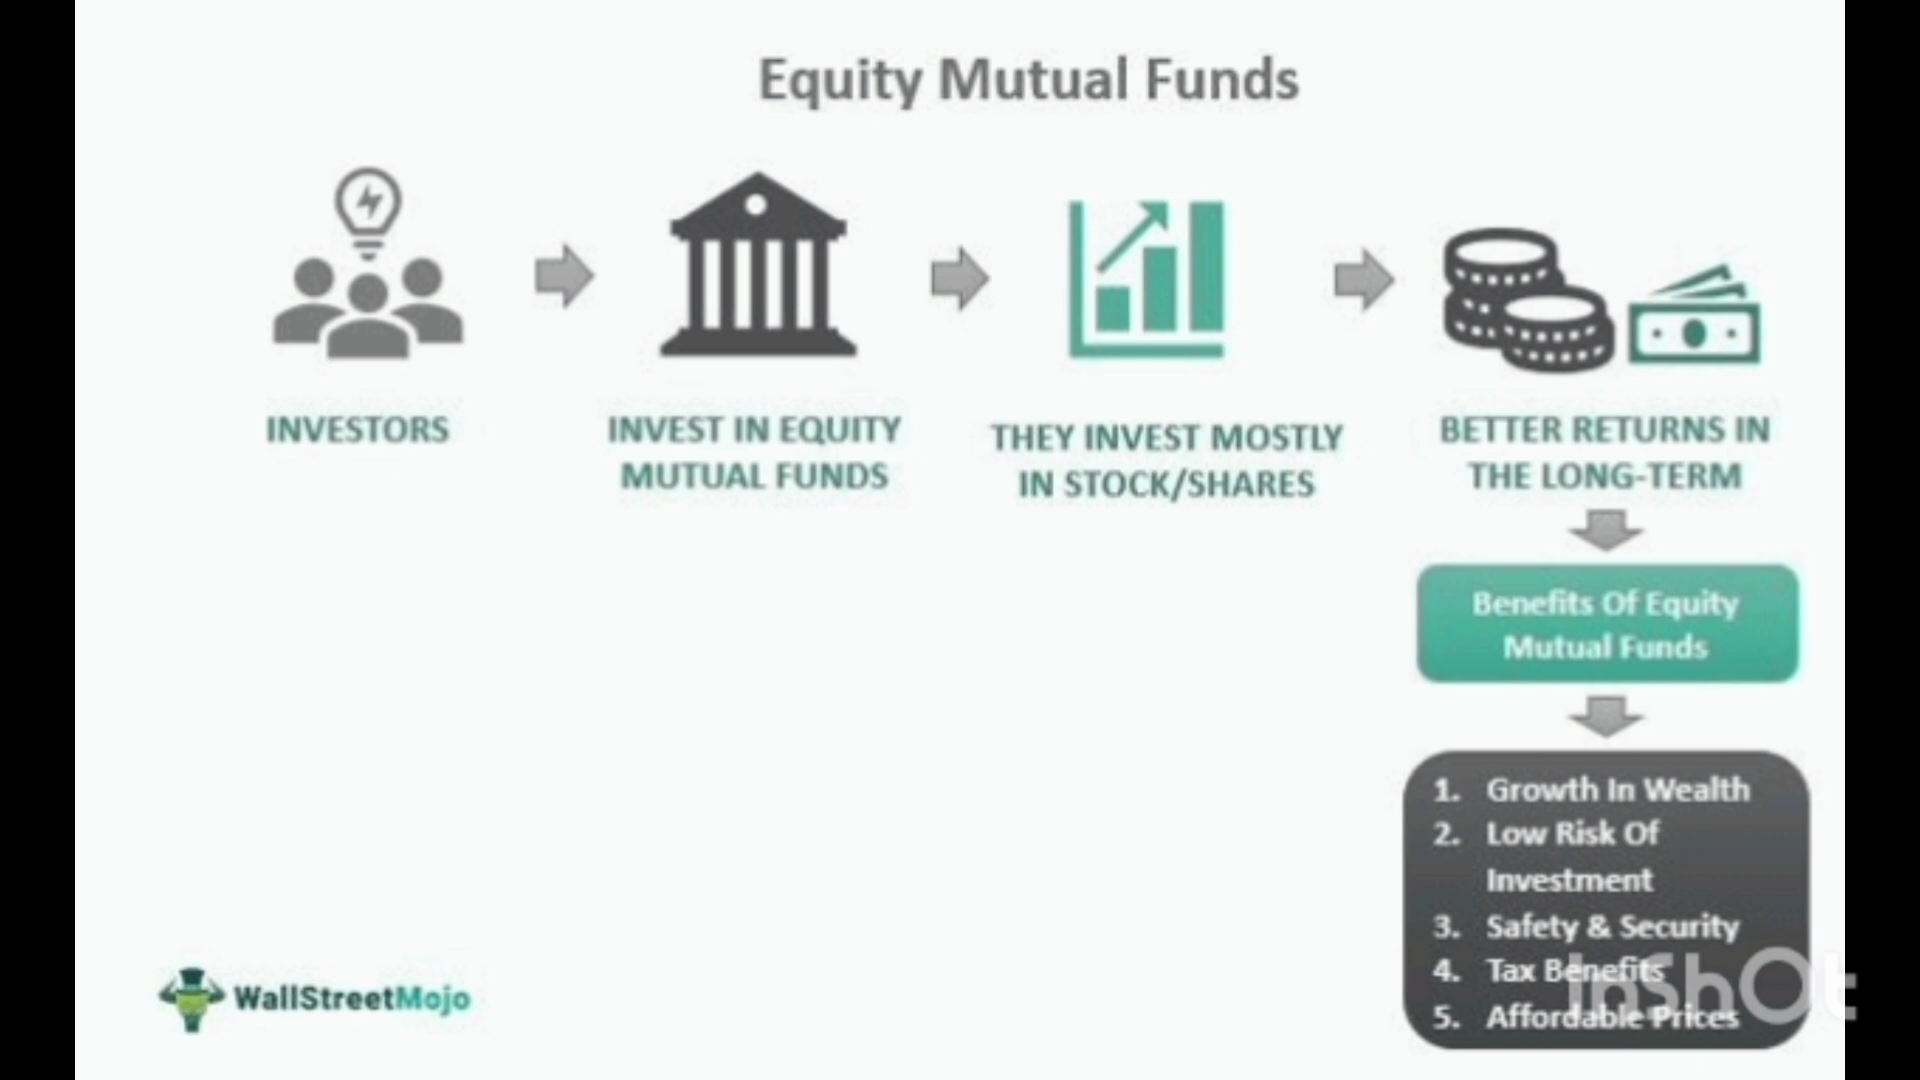 Equity Mutual Funds
INVESTORS
INVEST IN EQUITY
MUTUAL FUNDS
THEY INVEST MOSTLY
IN STOCK/SHARES
BETTER RETURNS IN
THE LONG-TERM
Benefits Of Equity
Mutual Funds
1. Growth In Wealth
2. Low Risk Of
Investment
3. Safety & Security
4. Tax Benefits
5. Affordable Prices
WallStreetMojo
InShOt